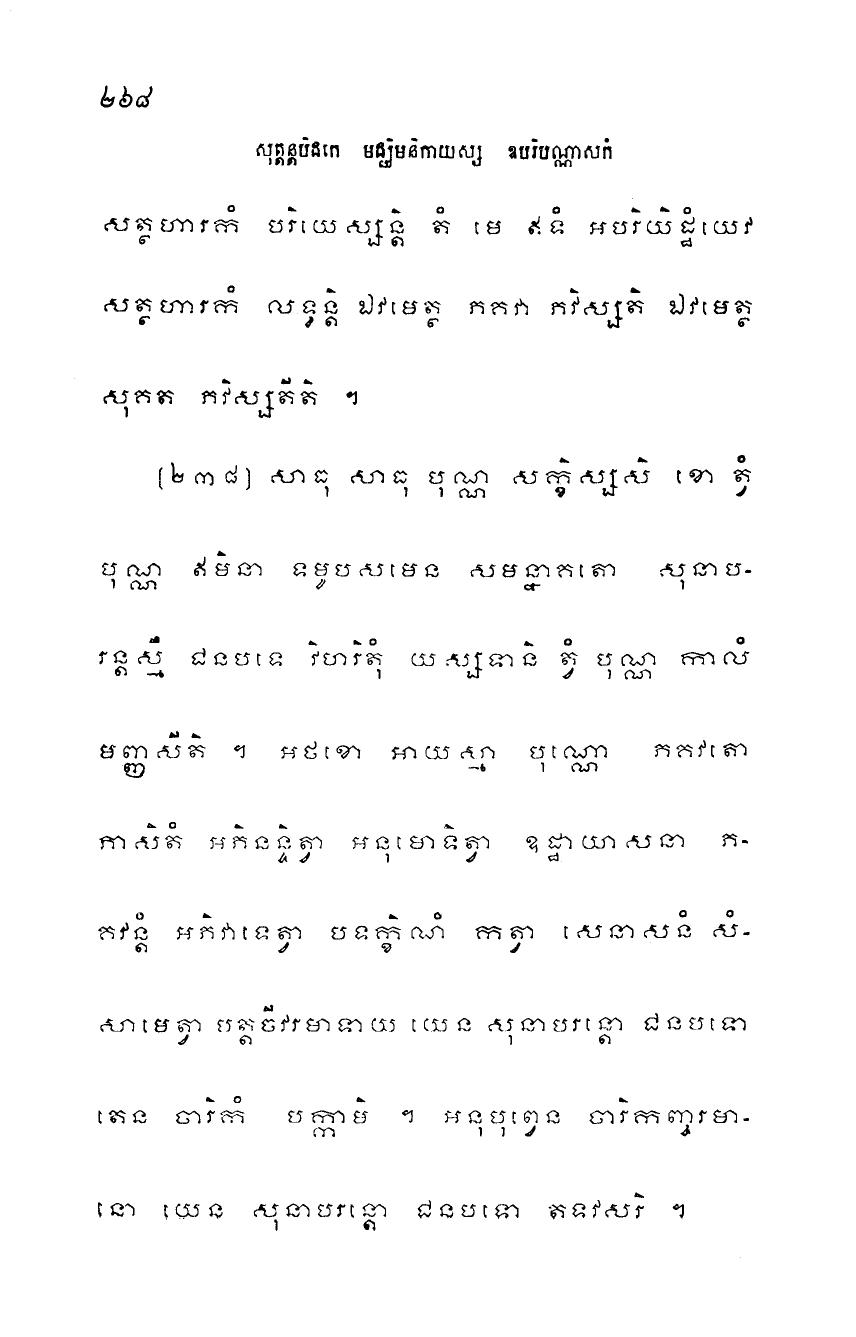 ២៦៨
សុត្តន្តបិដកេ មជ្ឈិមនិកាយស្ស ឧបរិបណ្ណាសកំ
សត្ថហារកំ បរិយេសន្តិ តំ មេ ឥទំ អបរិយិដ្ឋំយេវ
សត្ថហារកំ លទ្ធន្តិ ឯវមេត្ថ ភគវា ភវិស្សតិ ឯវមេត្ថ
សុគត ភវិស្សតីតិ ។
(២៣៨) សាធុ សាធុ បុណ្ណ សក្ខិស្សសិ ខោ ត្វំ
បុណ្ណ ឥមិនា ទមូបសមេន សមន្នាគតោ សុនាប-
រន្តស្មឹ ជនបទេ វិហរិតុំ យស្សទានិ ត្វំ បុណ្ណ កាលំ
មញ្ញសីតិ ។ អថខោ អាយស្មា បុណ្ណោ ភគវតោ
ភាសិតំ អភិនន្ទិត្វា អនុមោទិត្វា ឧដ្ឋាយាសនា ភ-
គវន្តំ អភិវាទេត្វា បទក្ខិណំ កត្វា សេនាសនំ សំ-
សាមេត្វា បត្តចីវរមាទាយ យេន សុនាបរន្តោ ជនបទោ
តេន ចារិកំ បក្កាមិ ។ អនុបុព្វេន ចារិកញ្ចរមា-
នោ យេន សុនាបរន្តោ ជនបទោ តទវសរិ ។